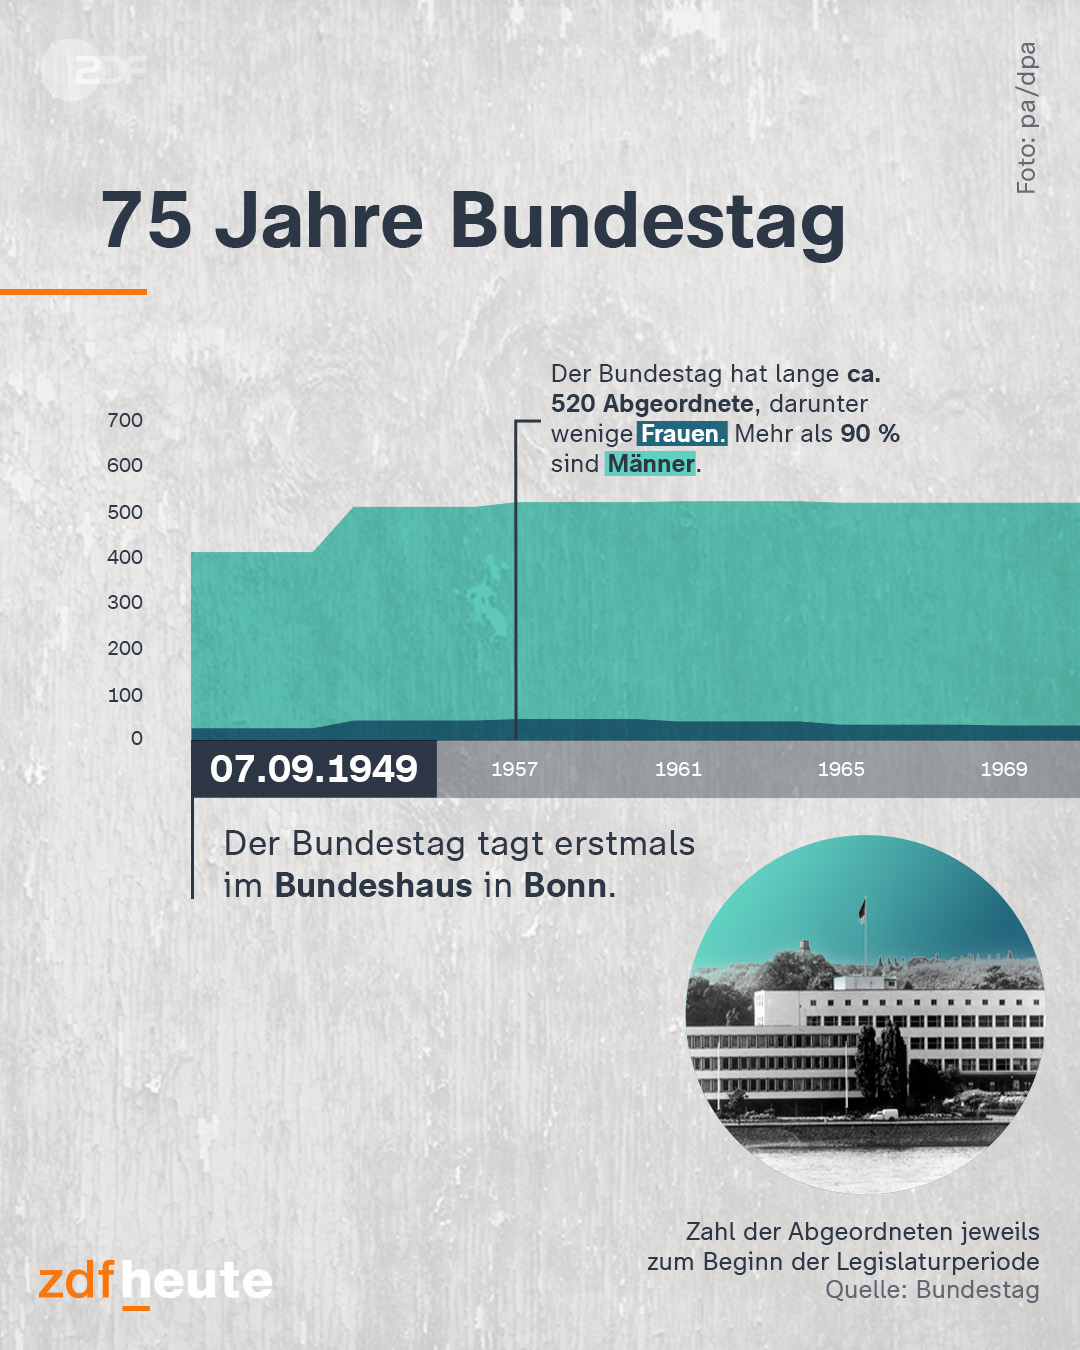 ZDF
Foto: pa/dpa
75 Jahre Bundestag
Der Bundestag hat lange ca.
520 Abgeordnete, darunter
wenige Frauen. Mehr als 90 %
sind Männer.
700
600
500
400
300
200
100
0
07.09.1949 1957 1961 1965 1969
Der Bundestag tagt erstmals
im Bundeshaus in Bonn.
Zahl der Abgeordneten jeweils
zum Beginn der Legislaturperiode
Quelle: Bundestag
zdfheute